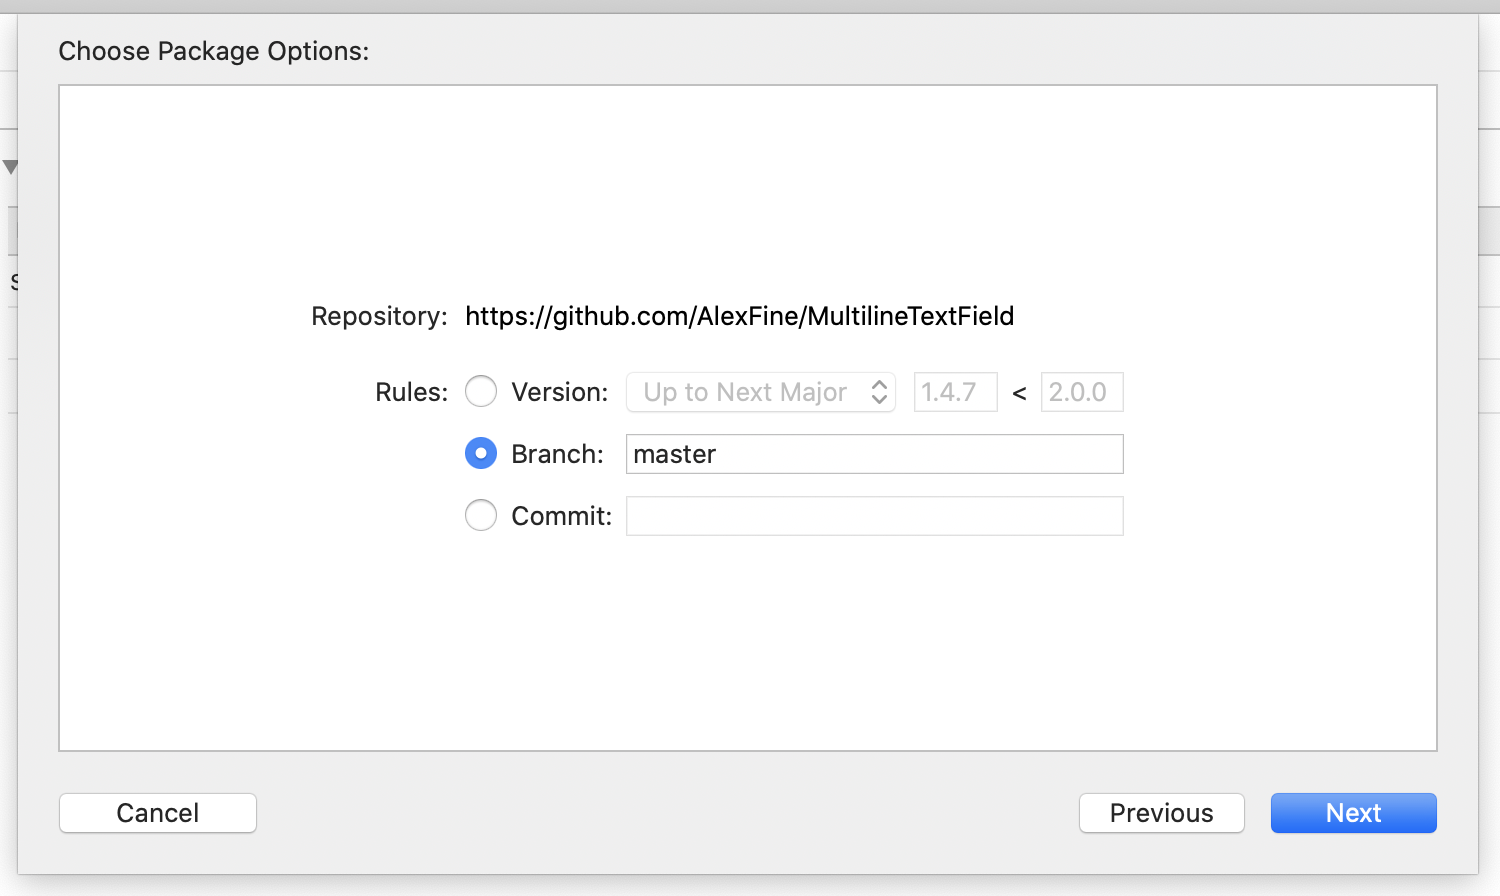 Choose Package Options:
Repository: https://github.com/AlexFine/MultilineTextField
Rules: Version: Up to Next Major 1.4.7 < 2.0.0
Branch: master
Commit:
Cancel Previous Next